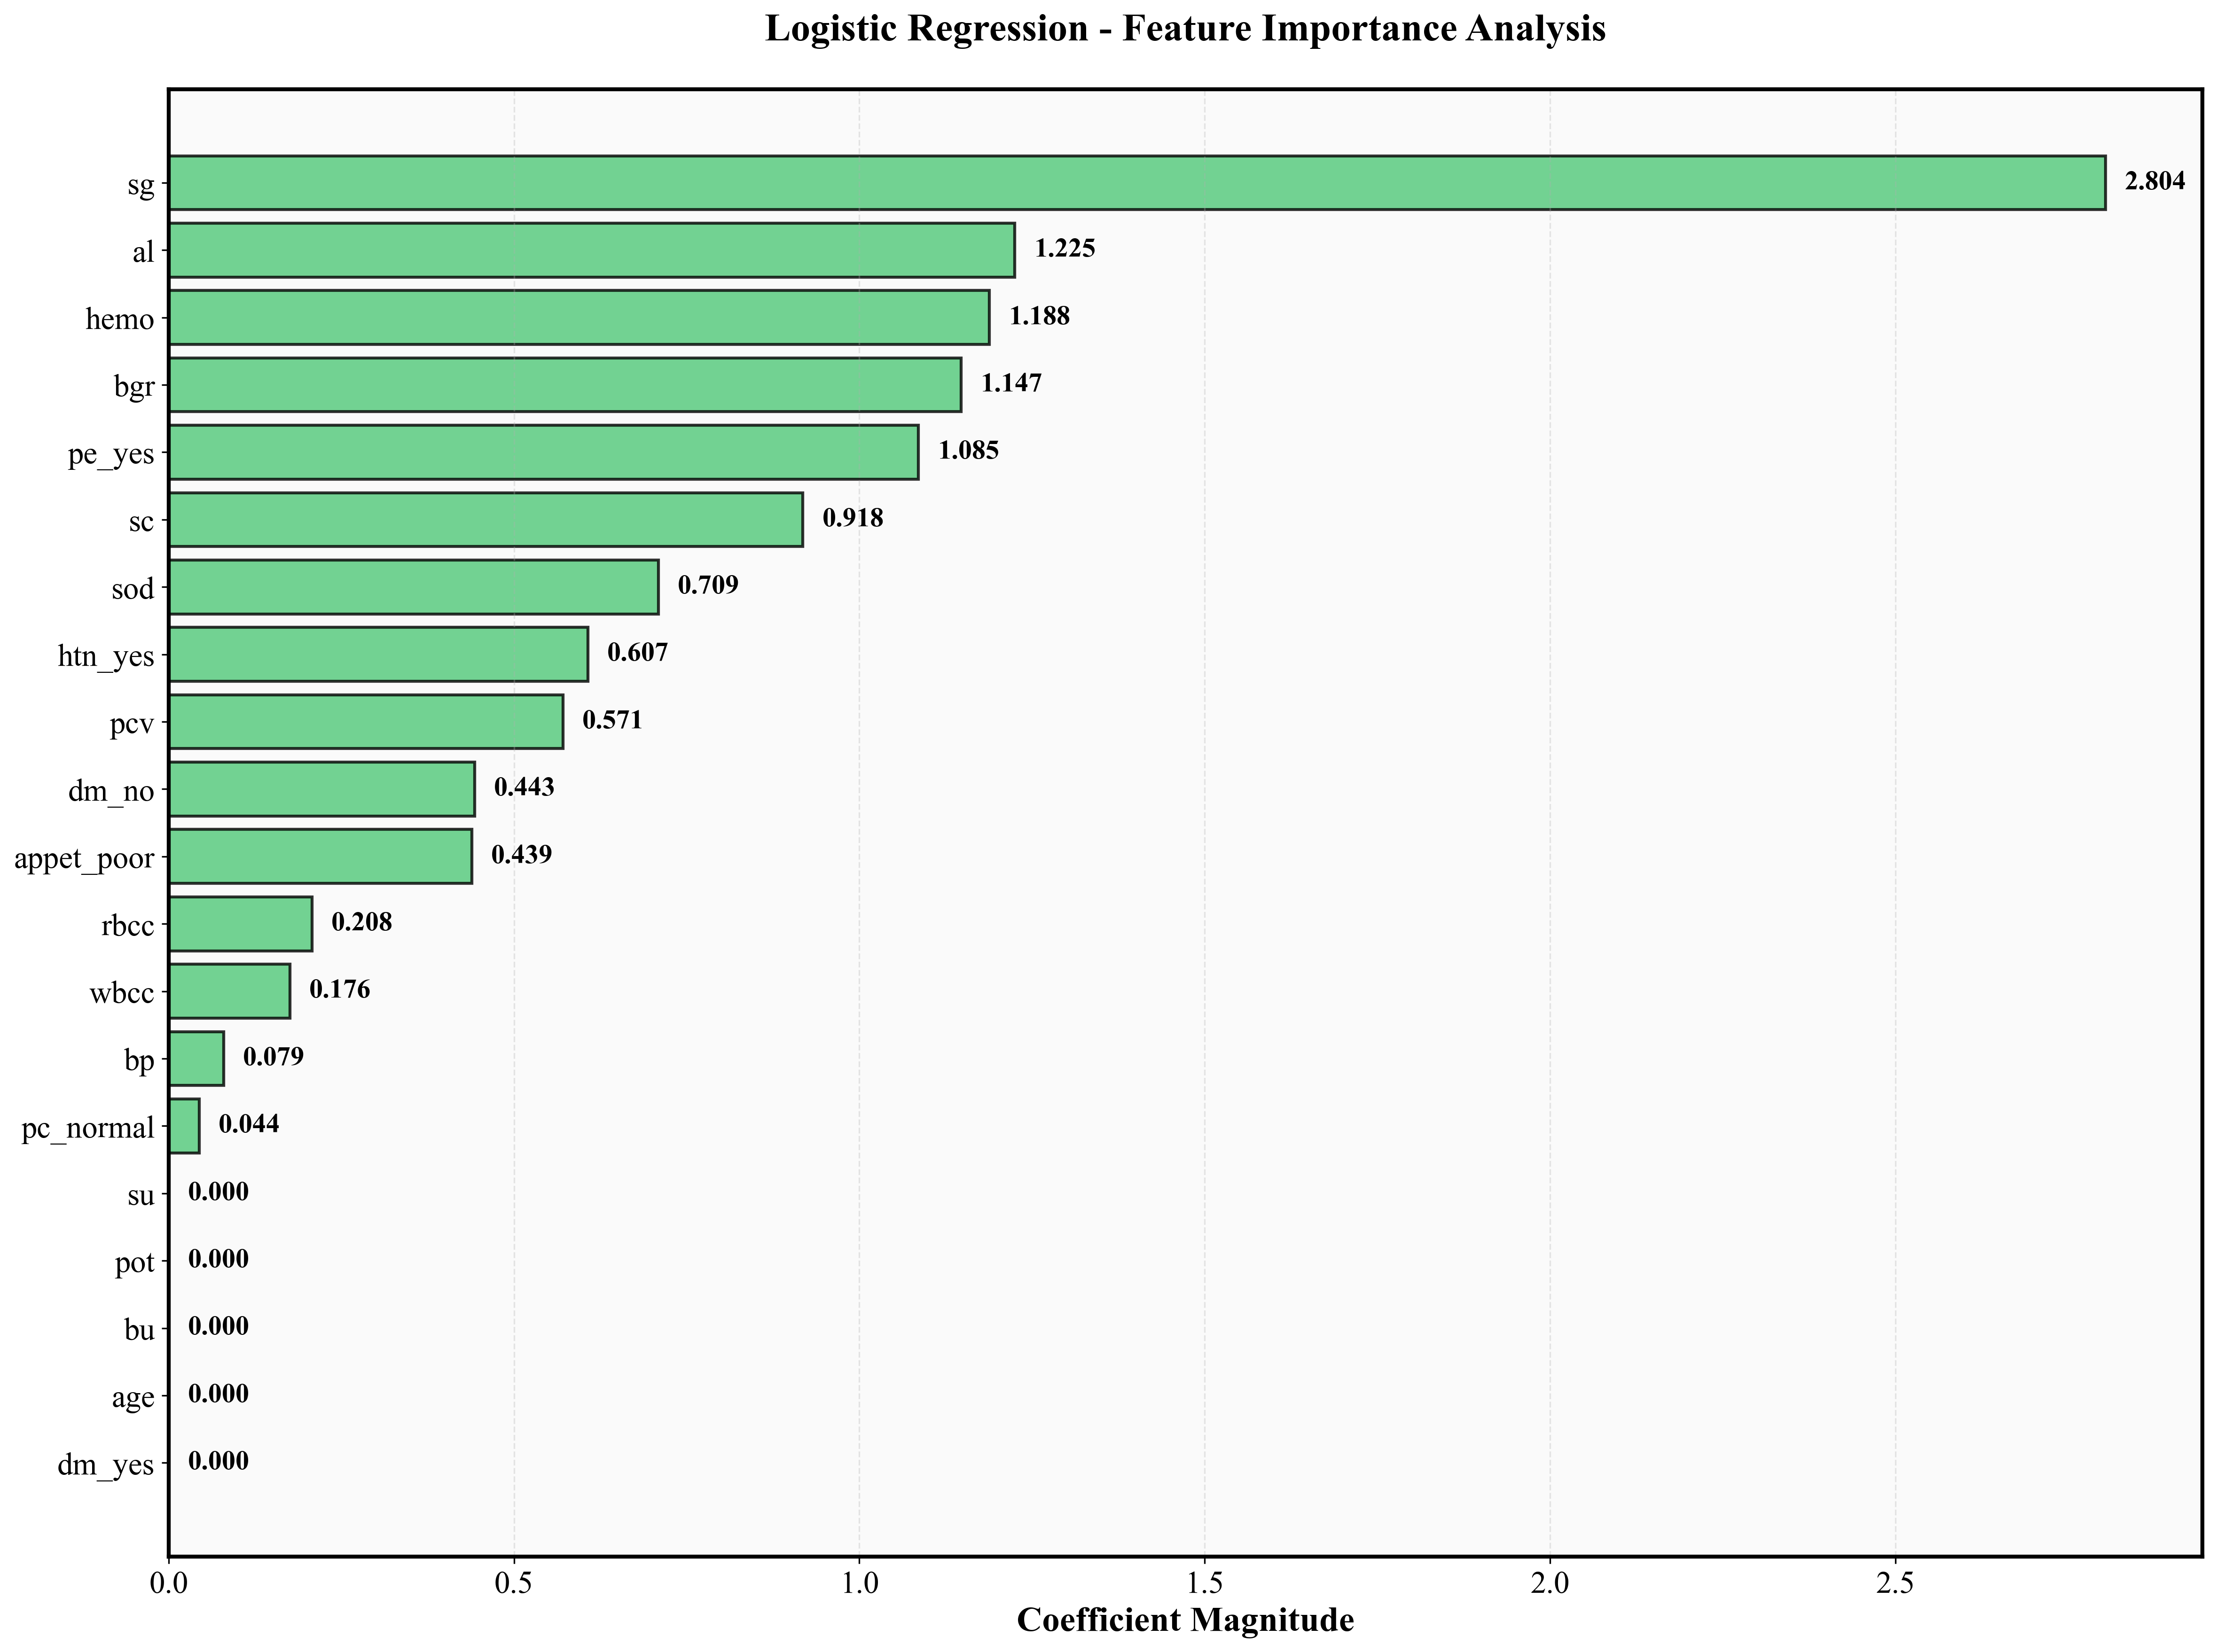 Logistic Regression - Feature Importance Analysis
sg 2.804
al 1.225
hemo 1.188
bgr 1.147
pe_yes 1.085
sc 0.918
sod 0.709
htn_yes 0.607
pcv 0.571
dm_no 0.443
appet_poor 0.439
rbcc 0.208
wbcc 0.176
bp 0.079
pc_normal 0.044
su 0.000
pot 0.000
bu 0.000
age 0.000
dm_yes 0.000
0.0 0.5 1.0 1.5 2.0 2.5
Coefficient Magnitude